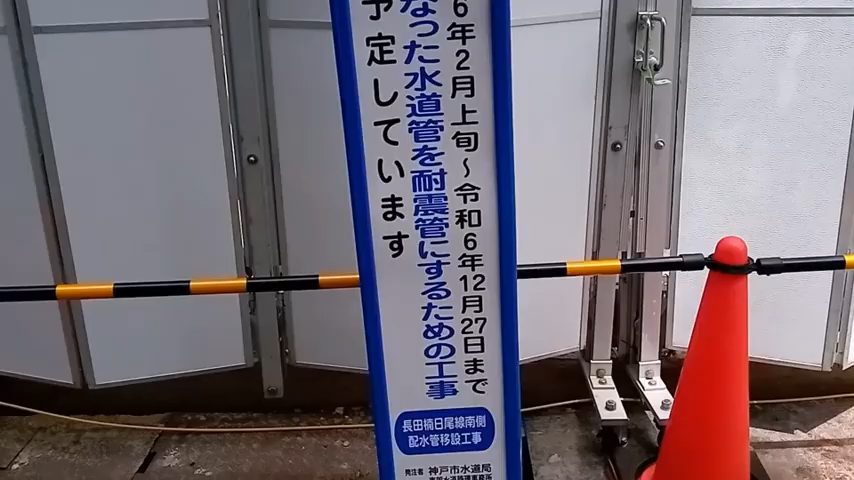 6年2月上旬～令和6年12月27日まで
なった水道管を耐震管にするための工事
予定しています
長田楠日尾線南側
配水管移設工事
発注者 神戸市水道局